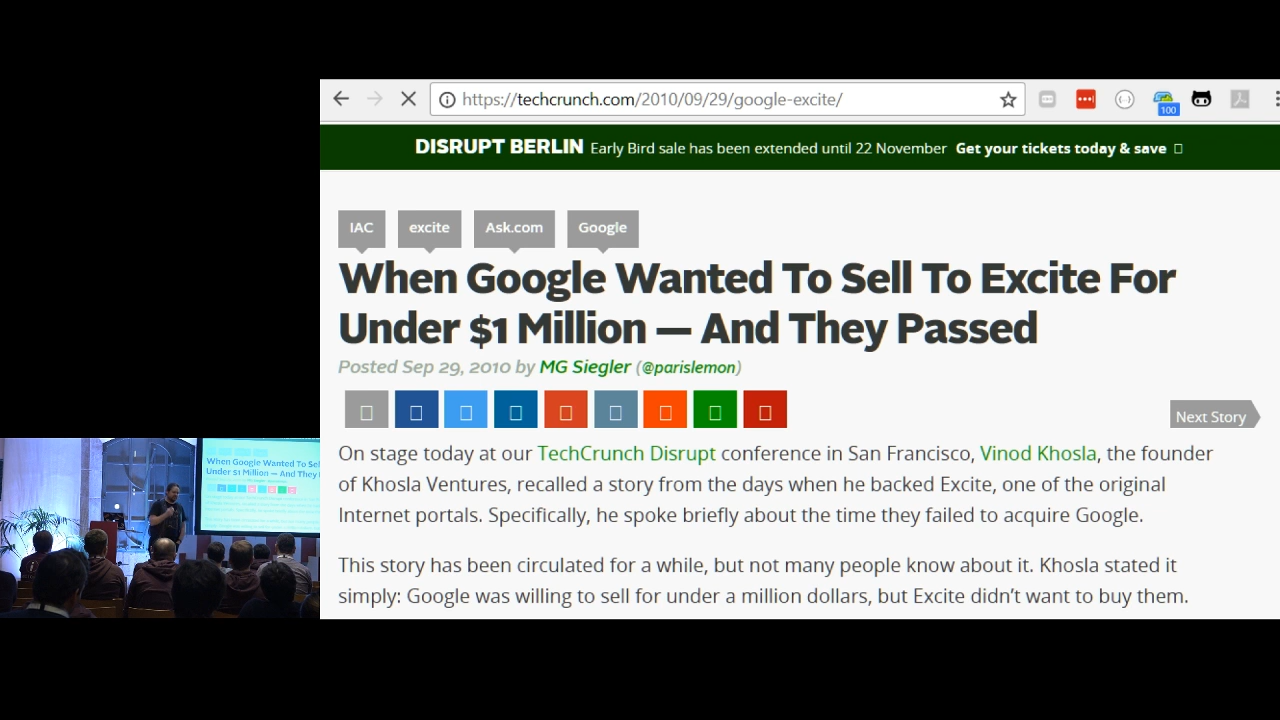 https://techcrunch.com/2010/09/29/google-excite/
100
DISRUPT BERLIN Early Bird sale has been extended until 22 November Get your tickets today & save
IAC excite Ask.com Google
When Google Wanted To Sell To Excite For
Under $1 Million — And They Passed
Posted Sep 29, 2010 by MG Siegler (@parislemon)
Next Story
On stage today at our TechCrunch Disrupt conference in San Francisco, Vinod Khosla, the founder
of Khosla Ventures, recalled a story from the days when he backed Excite, one of the original
Internet portals. Specifically, he spoke briefly about the time they failed to acquire Google.
This story has been circulated for a while, but not many people know about it. Khosla stated it
simply: Google was willing to sell for under a million dollars, but Excite didn't want to buy them.
When Google Wanted To Sel
Under $1 Million — And They